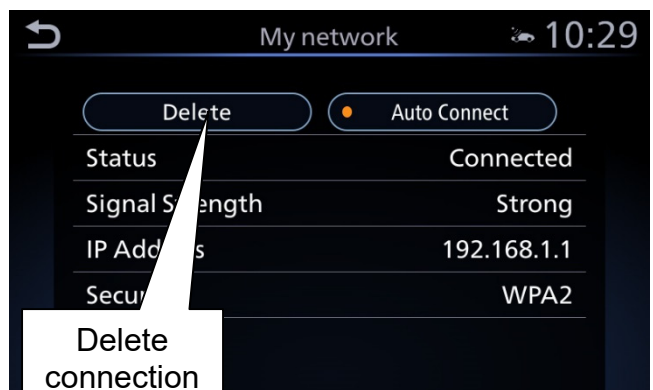 My network 10:29
Delete Auto Connect
Status Connected
Signal S ength Strong
IP Add s 192.168.1.1
Secu WPA2
Delete
connection